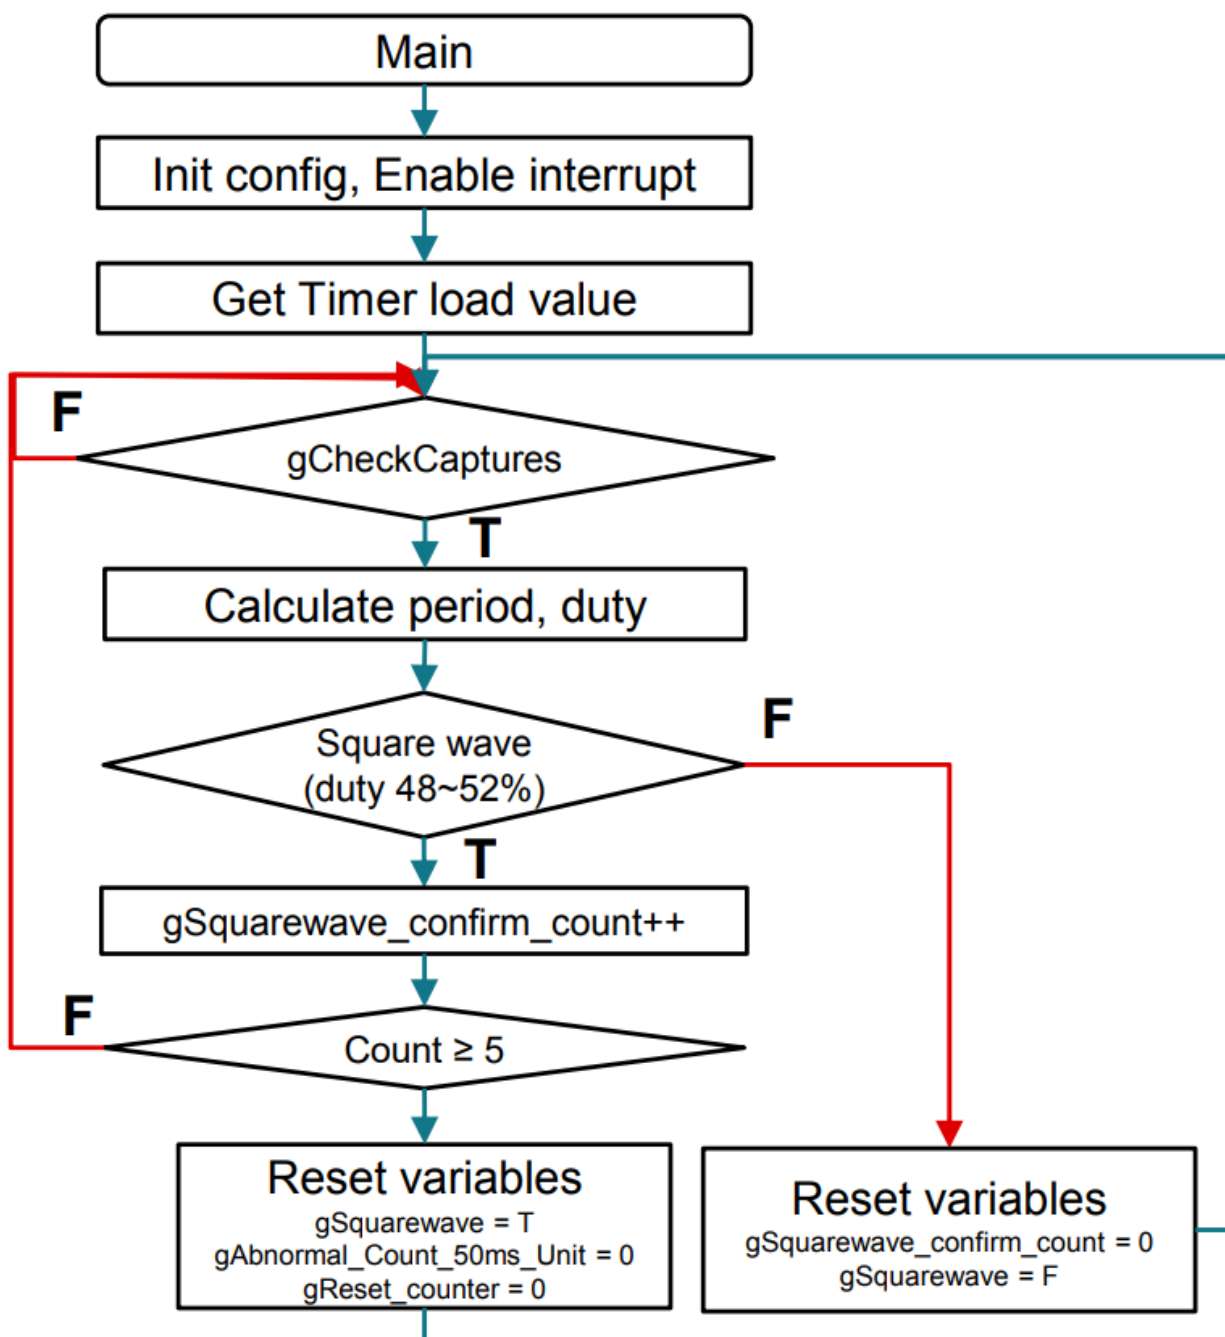 Main
Init config, Enable interrupt
Get Timer load value
F
gCheckCaptures
T
Calculate period, duty
F
Square wave
(duty 48~52%)
T
gSquarewave_confirm_count++
F
Count ≥ 5
Reset variables
gSquarewave = T
gAbnormal_Count_50ms_Unit = 0
gReset_counter = 0
Reset variables
gSquarewave_confirm_count = 0
gSquarewave = F